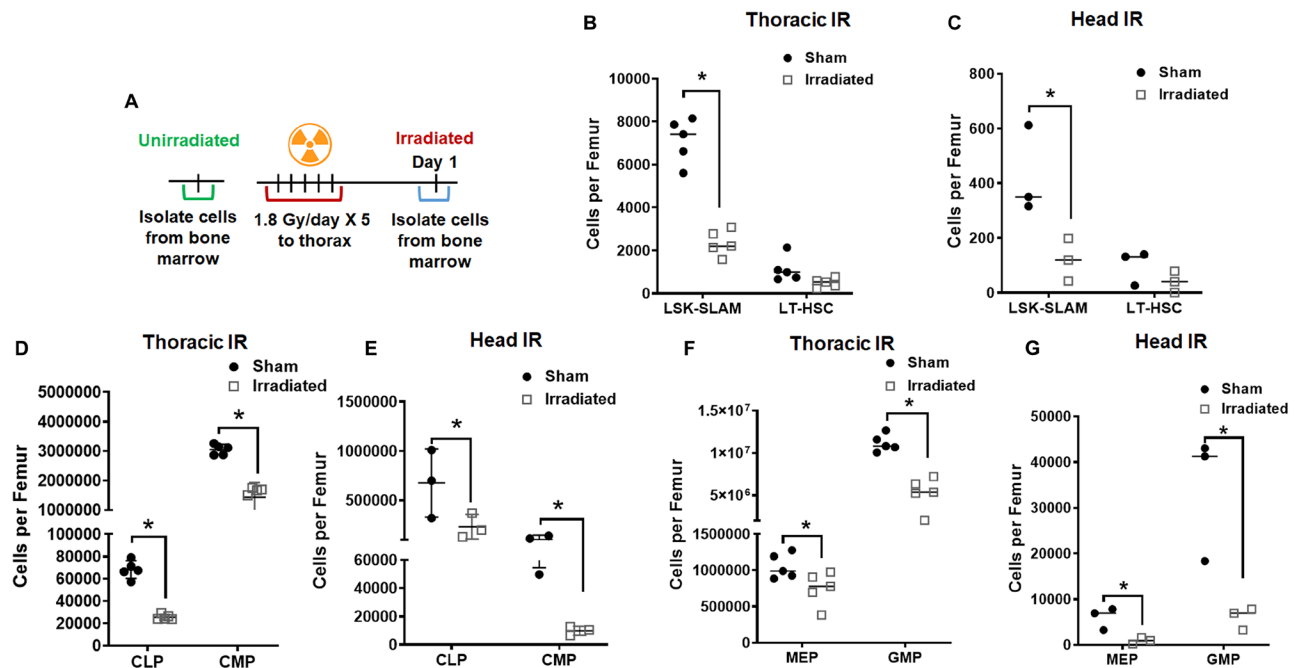 A
Unirradiated
Irradiated
Day 1
Isolate cells
from bone
marrow
1.8 Gy/day X 5
to thorax
Isolate cells
from bone
marrow
B
Thoracic IR
Sham
Irradiated
Cells per Femur
10000
8000
6000
4000
2000
0
*
LSK-SLAM
LT-HSC
C
Head IR
Sham
Irradiated
Cells per Femur
800
600
400
200
0
*
LSK-SLAM
LT-HSC
D
Thoracic IR
Sham
Irradiated
Cells per Femur
5000000
4000000
3000000
2000000
1000000
100000
80000
60000
40000
20000
0
*
*
CLP
CMP
E
Head IR
Sham
Irradiated
Cells per Femur
1500000
1000000
500000
60000
40000
20000
0
*
*
CLP
CMP
F
Thoracic IR
Sham
Irradiated
Cells per Femur
1.5×10⁷
1×10⁷
5×10⁶
1500000
1000000
500000
0
*
*
MEP
GMP
G
Head IR
Sham
Irradiated
Cells per Femur
50000
40000
30000
20000
10000
0
*
*
MEP
GMP